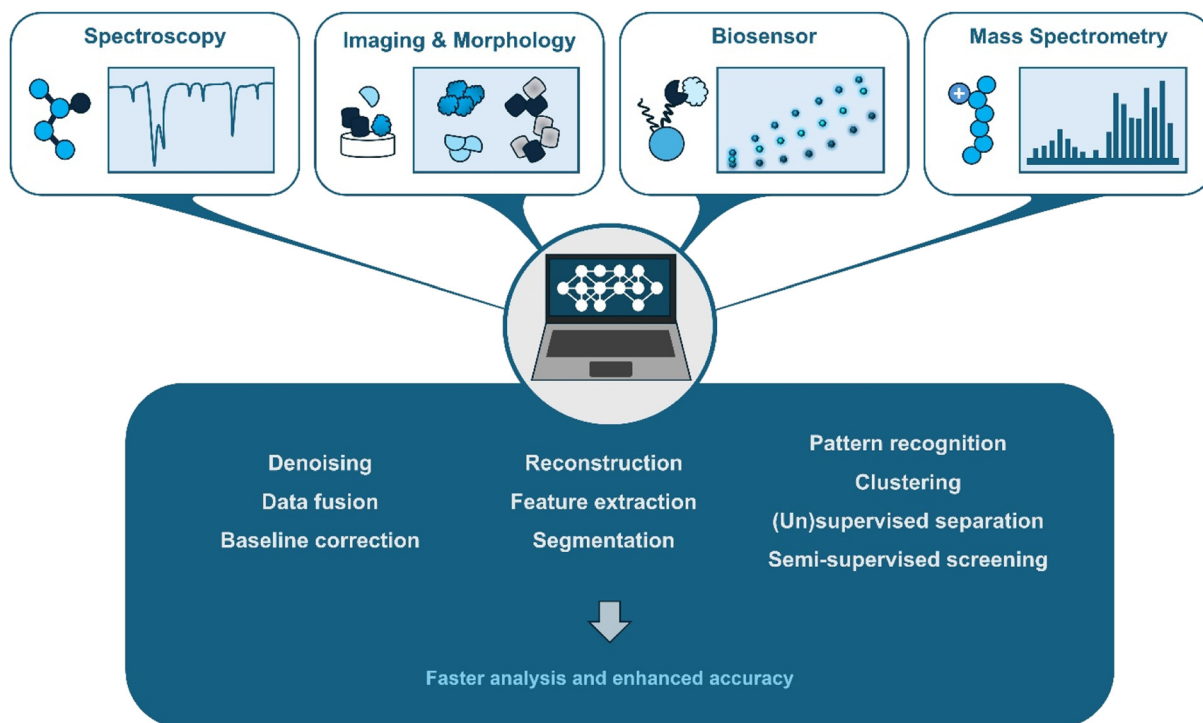 Spectroscopy
Imaging & Morphology
Biosensor
Mass Spectrometry
+
Denoising
Data fusion
Baseline correction
Reconstruction
Feature extraction
Segmentation
Pattern recognition
Clustering
(Un)supervised separation
Semi-supervised screening
Faster analysis and enhanced accuracy